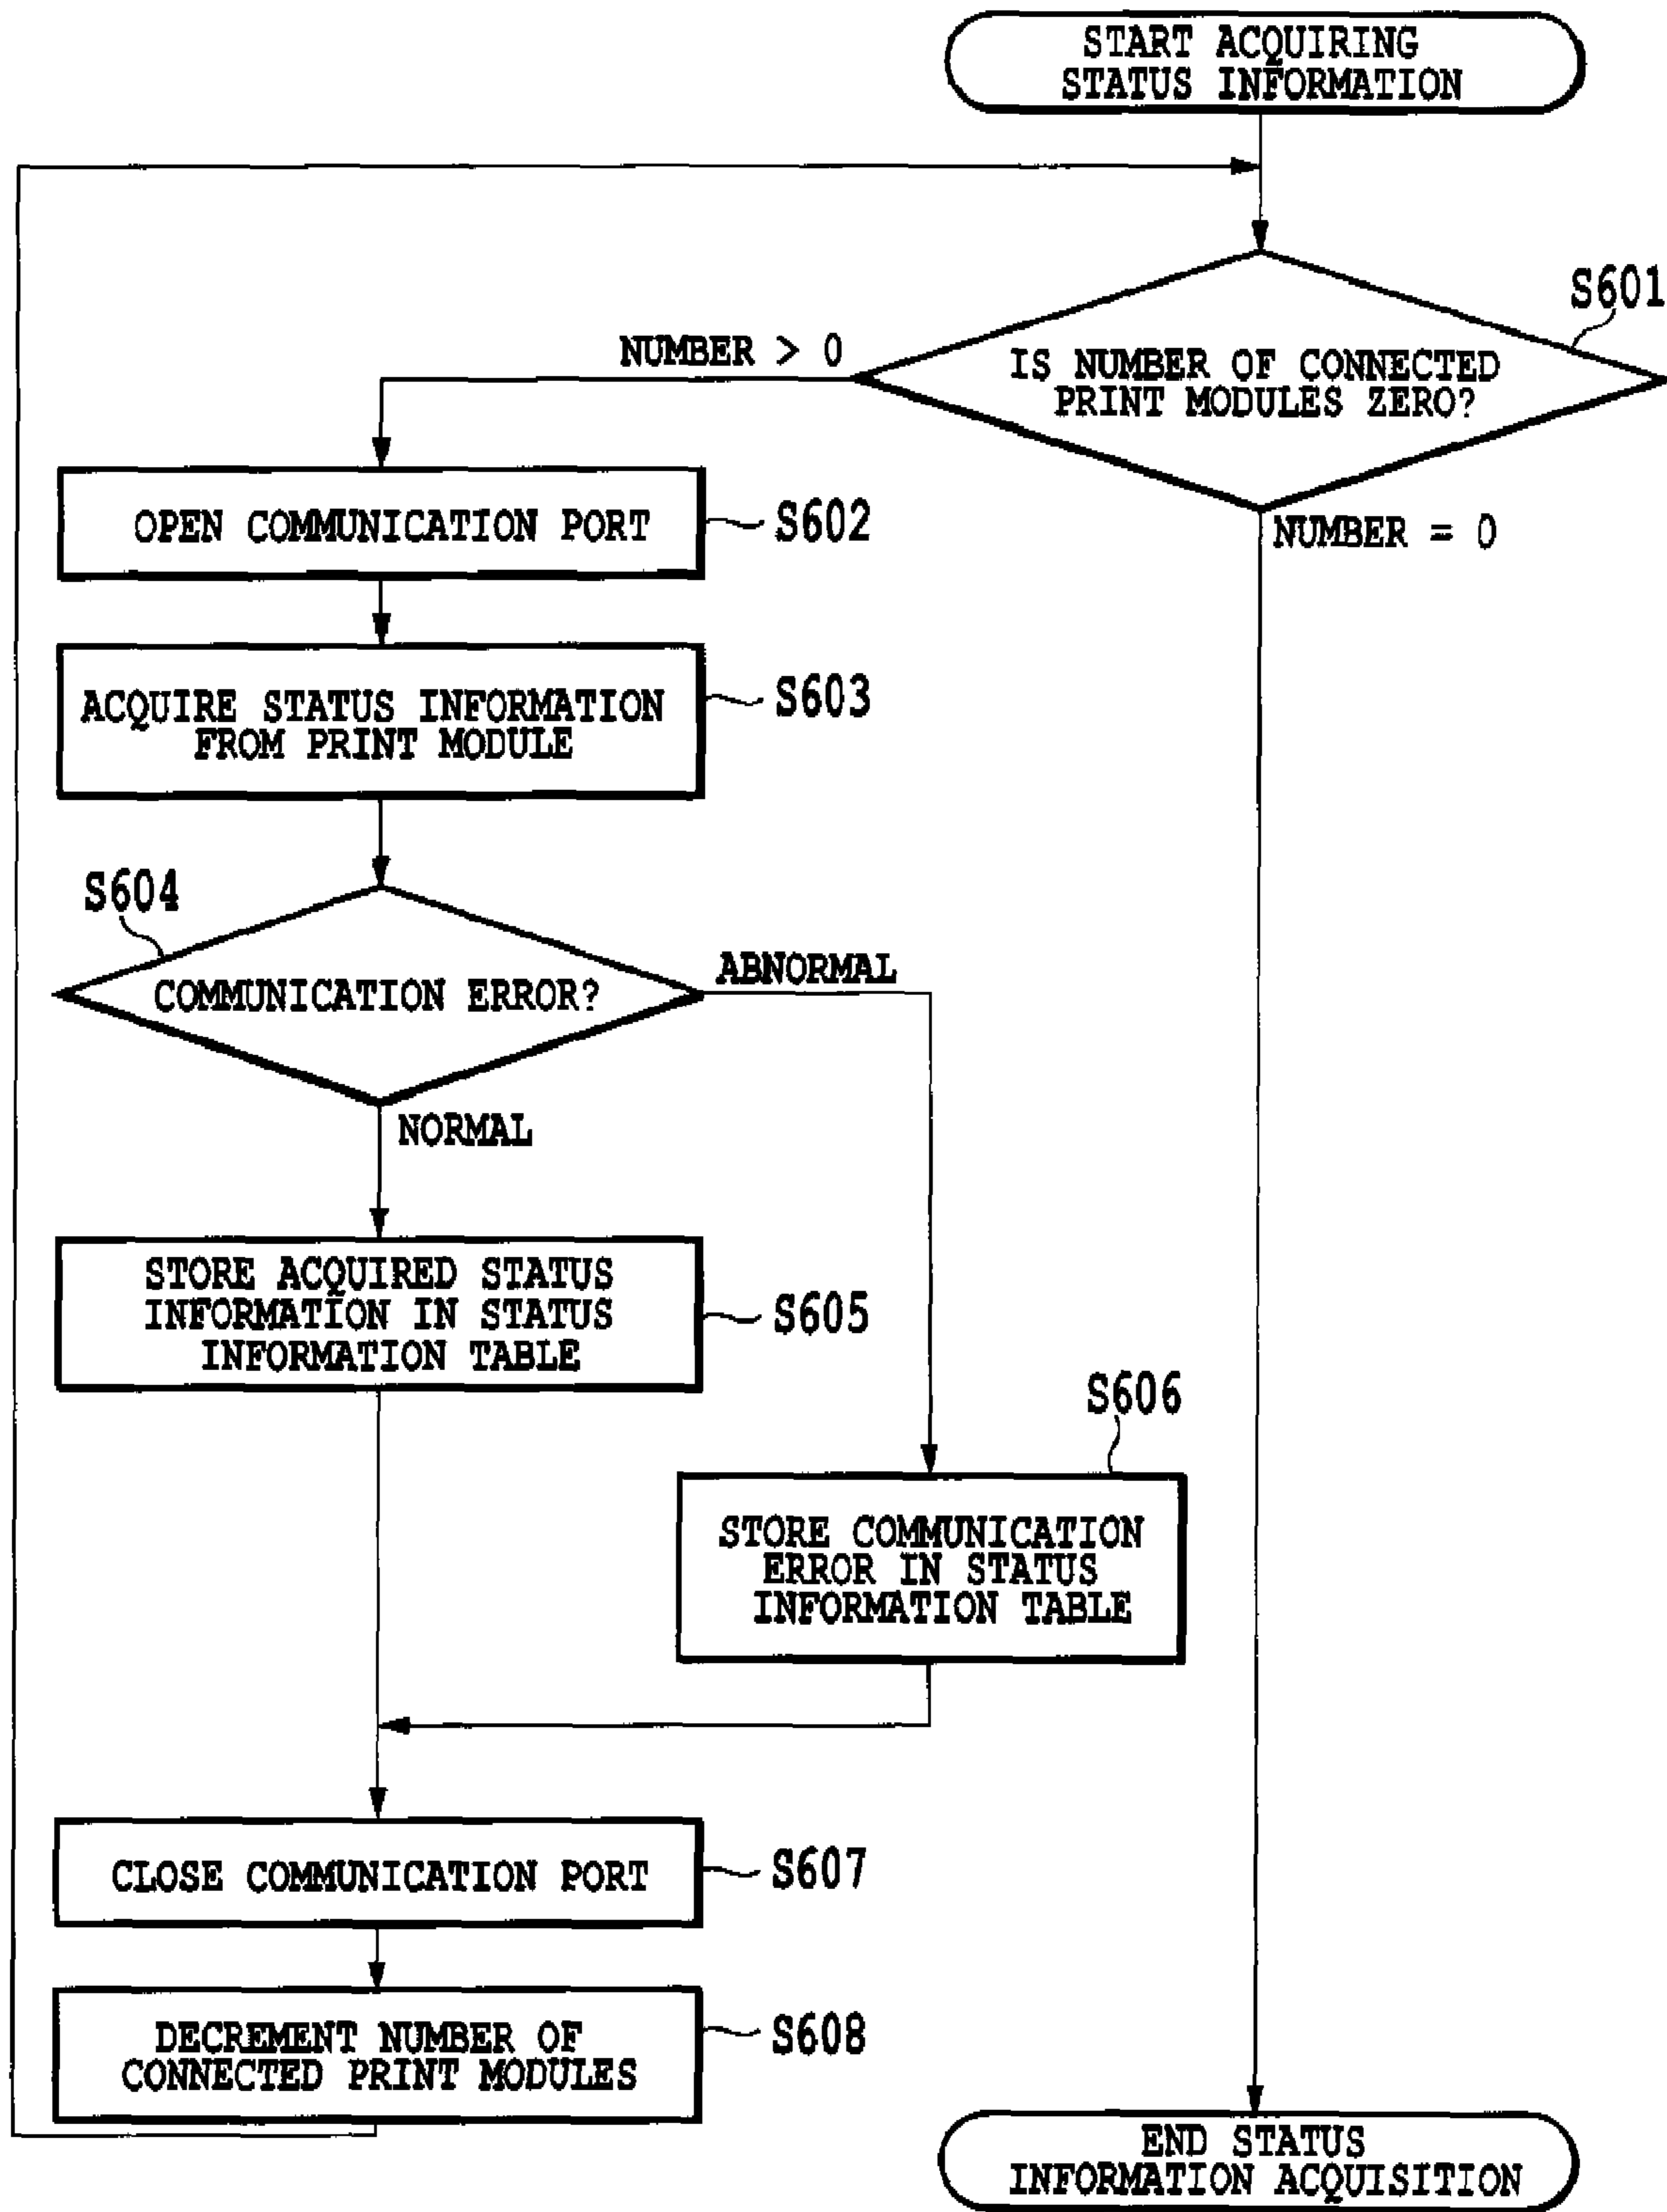 START ACQUIRING
STATUS INFORMATION
S601
NUMBER > 0
IS NUMBER OF CONNECTED
PRINT MODULES ZERO?
OPEN COMMUNICATION PORT
S602
NUMBER = 0
ACQUIRE STATUS INFORMATION
FROM PRINT MODULE
S603
S604
COMMUNICATION ERROR?
ABNORMAL
NORMAL
STORE ACQUIRED STATUS
INFORMATION IN STATUS
INFORMATION TABLE
S605
S606
STORE COMMUNICATION
ERROR IN STATUS
INFORMATION TABLE
CLOSE COMMUNICATION PORT
S607
DECREMENT NUMBER OF
CONNECTED PRINT MODULES
S608
END STATUS
INFORMATION ACQUISITION